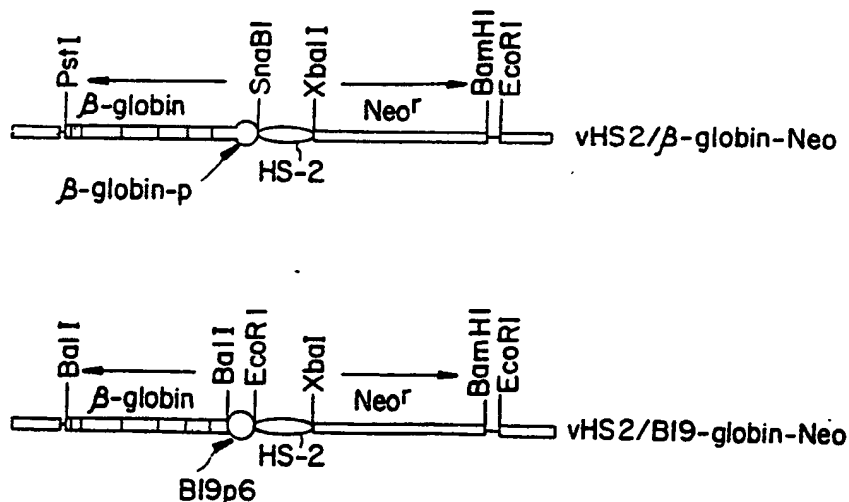 PstI
SnaBI
XbaII
BamHI
EcoRI
β-globin
Neoʳ
vHS2/β-globin-Neo
HS-2
β-globin-p
BalI
BalI
EcoRI
XbaI
BamHI
EcoRI
β-globin
Neoʳ
vHS2/B19-globin-Neo
HS-2
B19p6